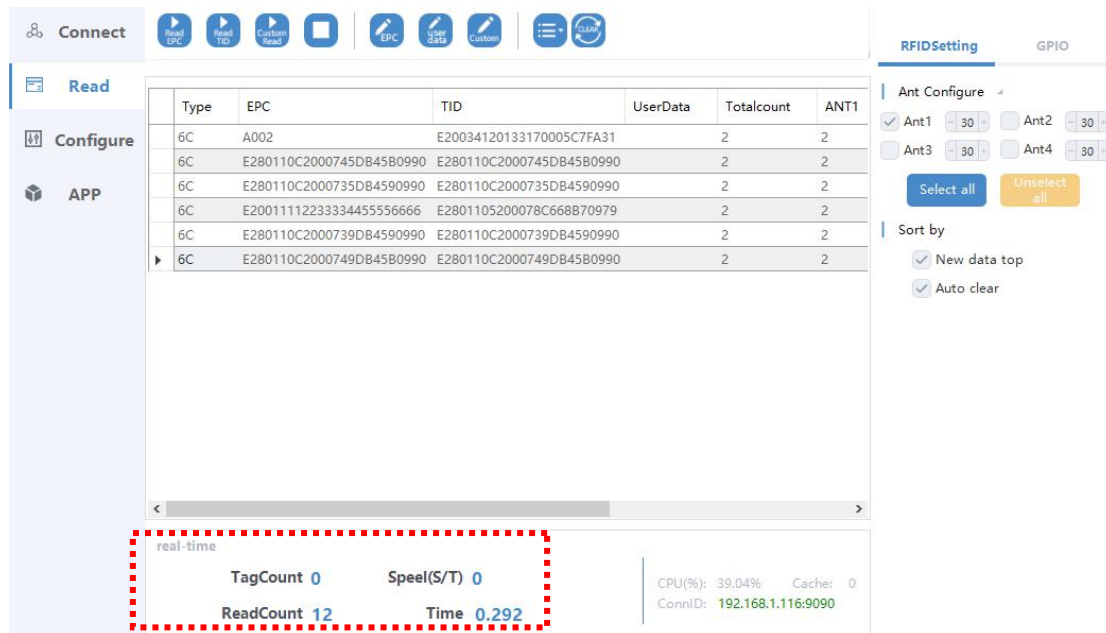 Connect
Read
Configure
APP
Read EPC
Read TID
Custom Read
EPC
user data
Custom
CLEAR
Type EPC TID UserData Totalcount ANT1
6C A002 E20034120133170005C7FA31 2 2
6C E280110C2000745DB45B0990 E280110C2000745DB45B0990 2 2
6C E280110C2000735DB4590990 E280110C2000735DB4590990 2 2
6C E20011112233334455556666 E2801105200078C668B70979 2 2
6C E280110C2000739DB4590990 E280110C2000739DB4590990 2 2
6C E280110C2000749DB45B0990 E280110C2000749DB45B0990 2 2
real-time
TagCount 0 Speel(S/T) 0
ReadCount 12 Time 0.292
CPU(%): 39.04% Cache: 0
ConnID: 192.168.1.116:9090
RFIDSetting GPIO
Ant Configure
Ant1 - 30 + Ant2 - 30 +
Ant3 - 30 + Ant4 - 30 +
Select all Unselect all
Sort by
New data top
Auto clear